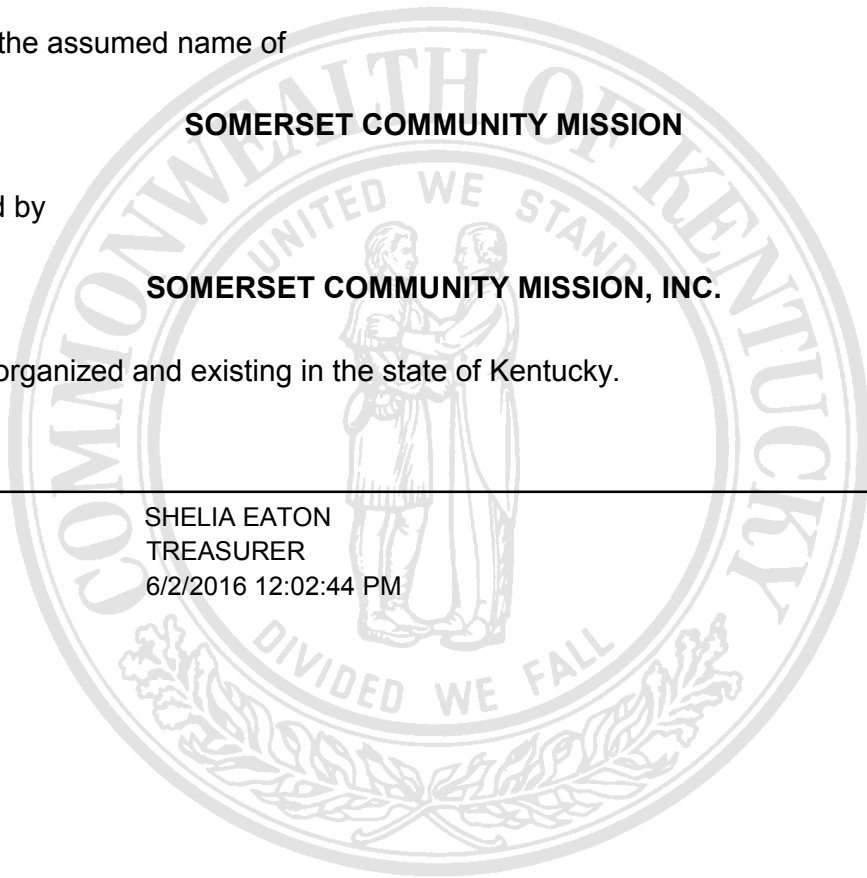 the assumed name of
SOMERSET COMMUNITY MISSION
d by
SOMERSET COMMUNITY MISSION, INC.
organized and existing in the state of Kentucky.
SHELIA EATON
TREASURER
6/2/2016 12:02:44 PM
COMMONWEALTH OF KENTUCKY
UNITED WE STAND
DIVIDED WE FALL